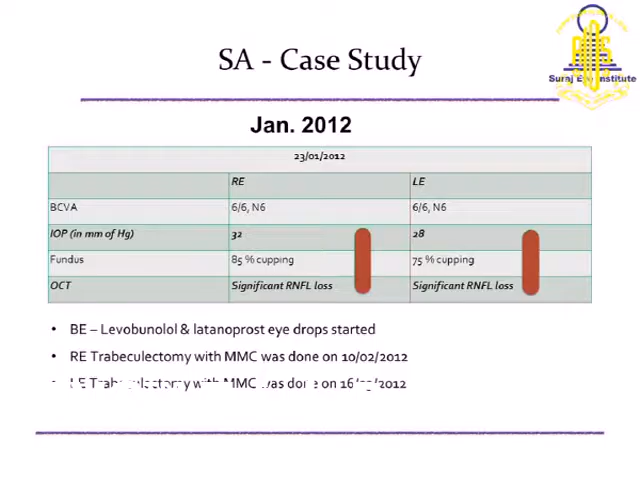 SA - Case Study
Suraj Eye Institute
Jan. 2012
23/01/2012
RE LE
BCVA 6/6, N6 6/6, N6
IOP (in mm of Hg) 32 28
Fundus 85 % cupping 75 % cupping
OCT Significant RNFL loss Significant RNFL loss
• BE – Levobunolol & latanoprost eye drops started
• RE Trabeculectomy with MMC was done on 10/02/2012
LE Trabeculectomy with MMC was done on